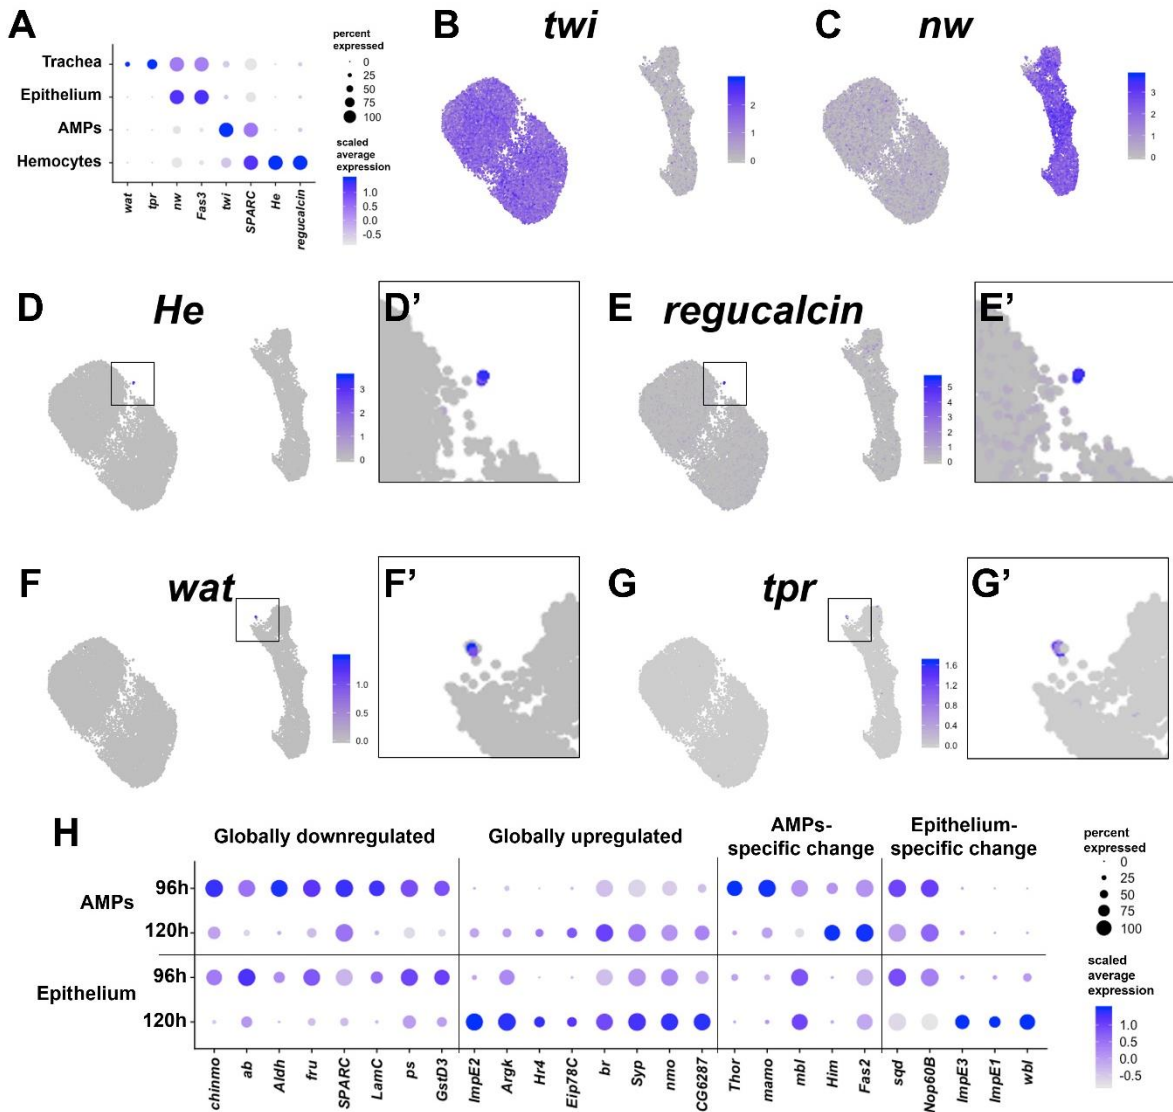 A
Trachea
Epithelium
AMPs
Hemocytes
wat
tpr
nw
Fas3
twi
SPARC
He
regucalcin
percent
expressed
0
25
50
75
100
scaled
average
expression
1.0
0.5
0.0
-0.5
B twi
2
1
0
C nw
3
2
1
0
D He
3
2
1
0
D’
E regucalcin
5
4
3
2
1
0
E’
F wat
1.0
0.5
0.0
F’
G tpr
1.6
1.2
0.8
0.4
0.0
G’
H
Globally downregulated
Globally upregulated
AMPs-
specific change
Epithelium-
specific change
AMPs
96h
120h
Epithelium
96h
120h
chinmo
ab
Aldh
fru
SPARC
LamC
ps
GstD3
ImpE2
Argk
Hr4
Eip78C
br
Syp
nmo
CG6287
Thor
mamo
mbl
Him
Fas2
sqd
Nop60B
ImpE3
ImpE1
wbl
percent
expressed
0
25
50
75
100
scaled
average
expression
1.5
1.0
0.5
0.0
-0.5